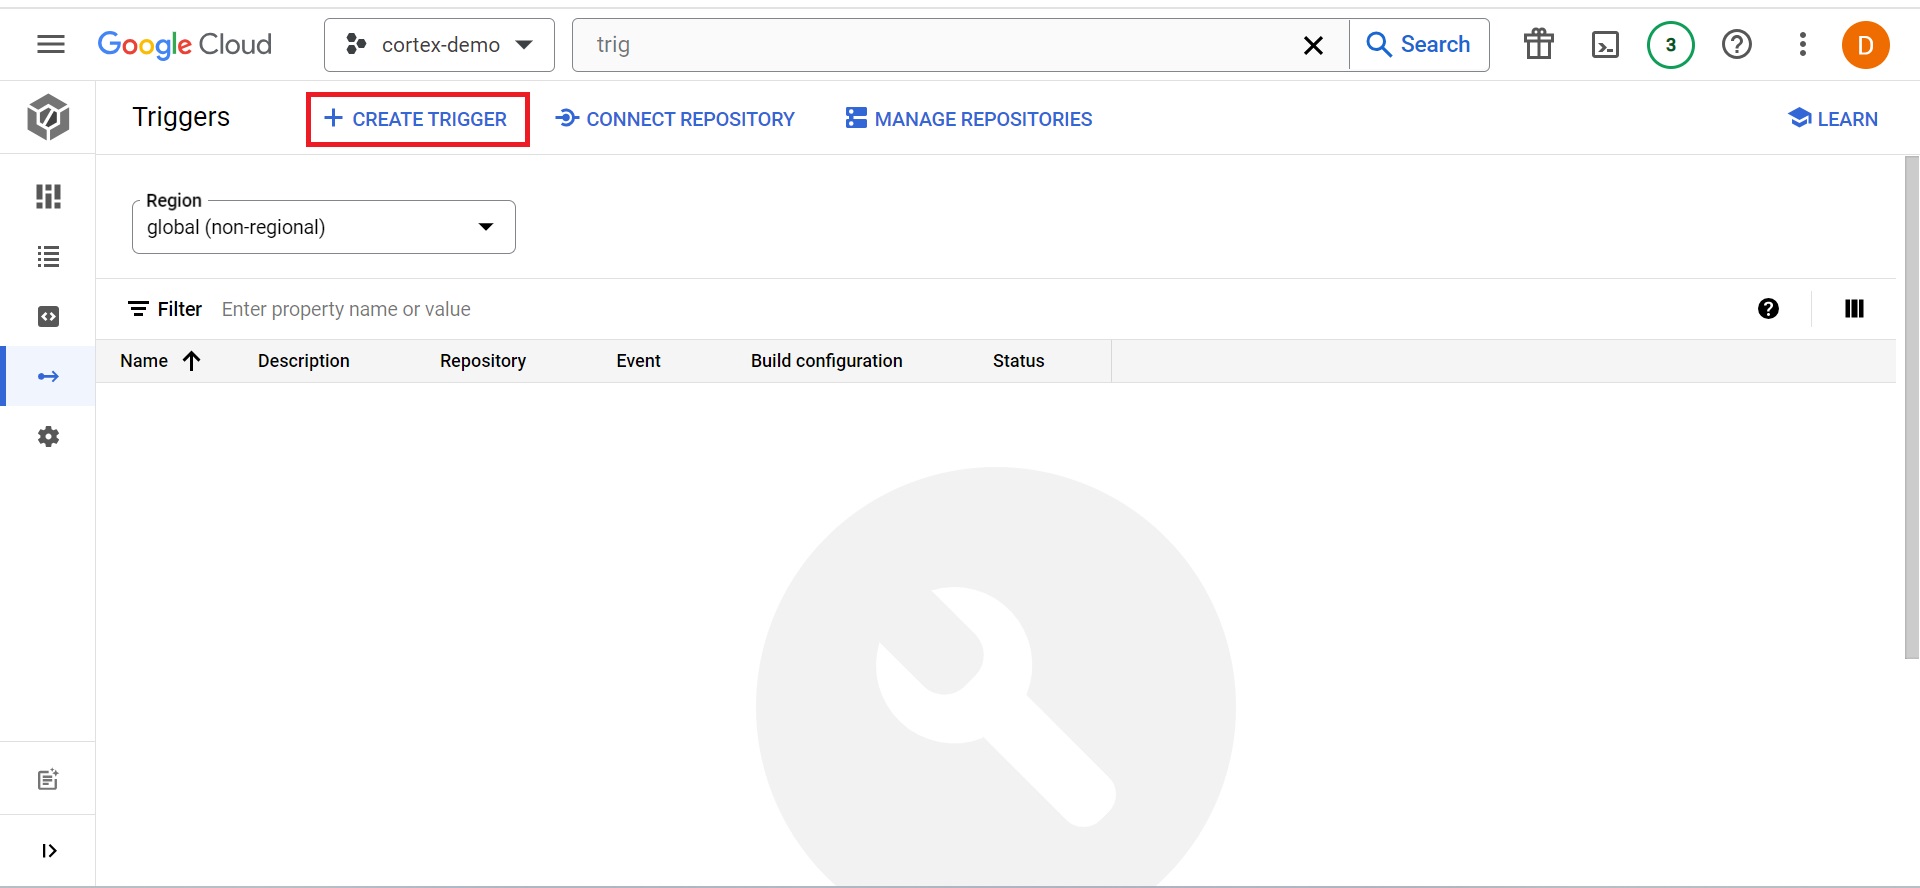 Google Cloud cortex-demo trig Search 3 D
Triggers CREATE TRIGGER CONNECT REPOSITORY MANAGE REPOSITORIES LEARN
Region
global (non-regional)
Filter Enter property name or value
Name Description Repository Event Build configuration Status